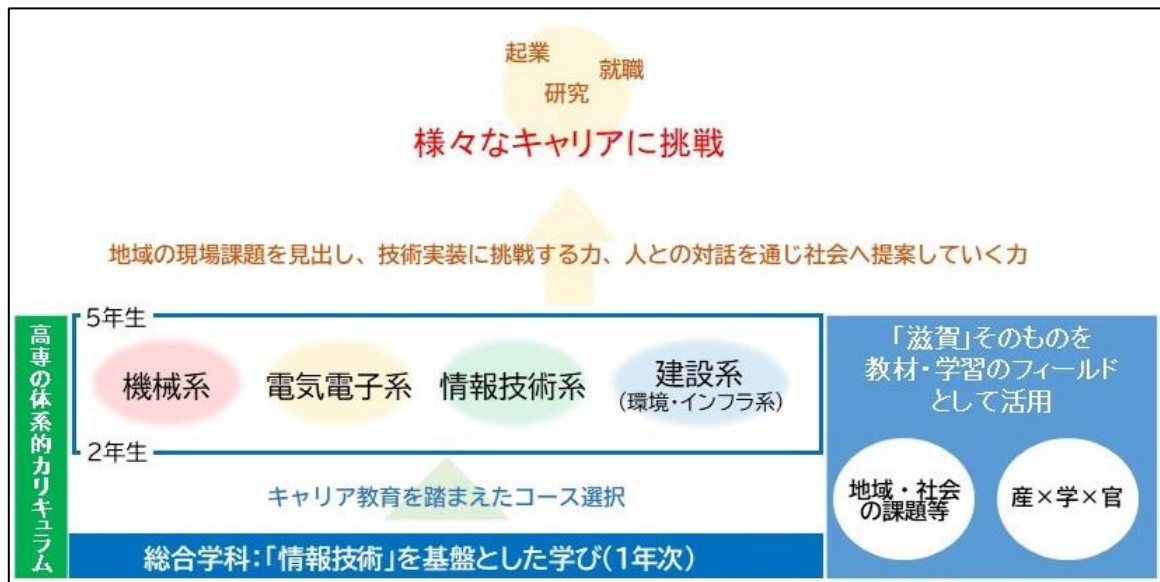 起業
就職
研究
様々なキャリアに挑戦
地域の現場課題を見出し、技術実装に挑戦する力、人との対話を通じ社会へ提案していく力
高専の体系的カリキュラム
5年生
機械系
電気電子系
情報技術系
建設系
(環境・インフラ系)
2年生
キャリア教育を踏まえたコース選択
総合学科:「情報技術」を基盤とした学び(1年次)
「滋賀」そのものを
教材・学習のフィールド
として活用
地域・社会
の課題等
産×学×官